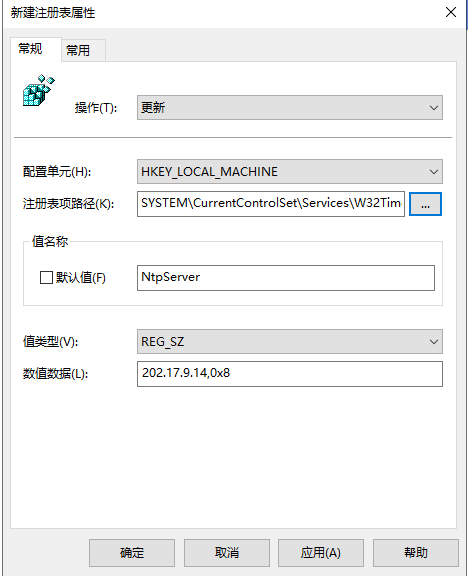 新建注册表属性
常规 常用
操作(T): 更新
配置单元(H): HKEY_LOCAL_MACHINE
注册表项路径(K): SYSTEM\CurrentControlSet\Services\W32Tim ...
值名称
默认值(F) NtpServer
值类型(V): REG_SZ
数值数据(L): 202.17.9.14,0x8
确定 取消 应用(A) 帮助